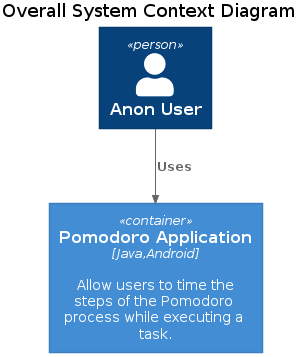 Overall System Context Diagram
«person»
Anon User
Uses
«container»
Pomodoro Application
[Java,Android]
Allow users to time the
steps of the Pomodoro
process while executing a
task.